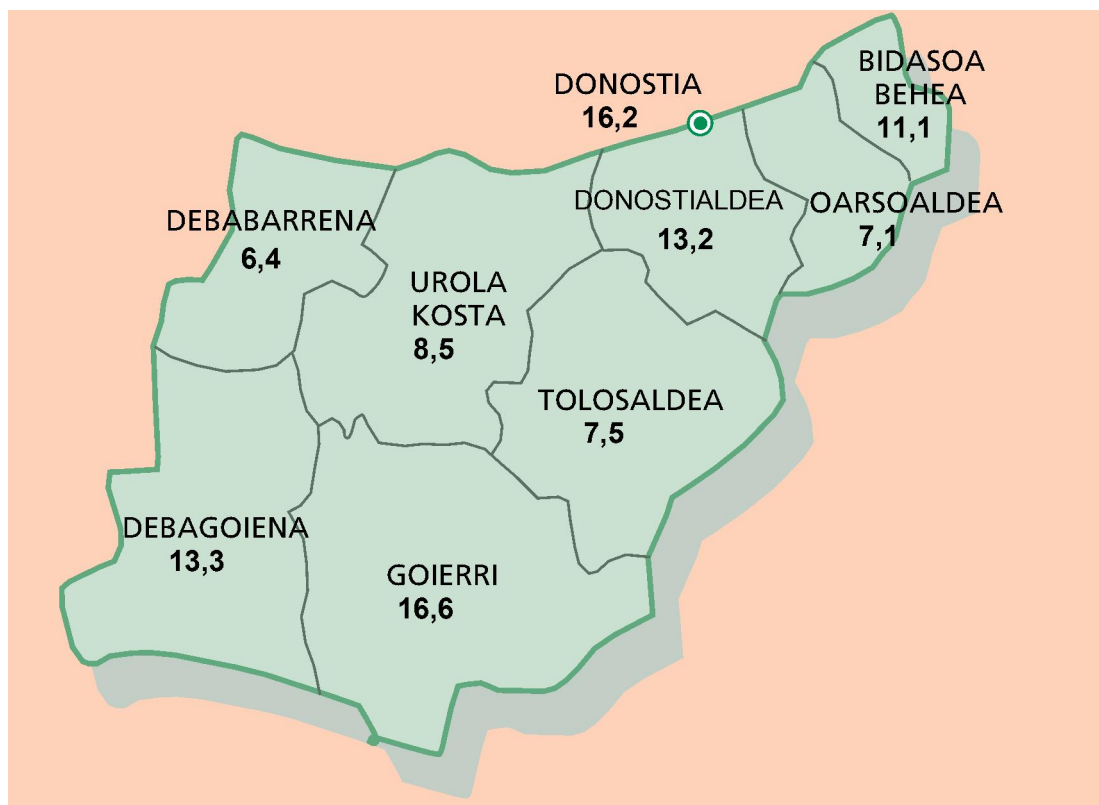 BIDASOA
BEHEA
11,1
DONOSTIA
16,2
DONOSTIALDEA
13,2
OARSOALDEA
7,1
DEBABARRENA
6,4
UROLA
KOSTA
8,5
TOLOSALDEA
7,5
DEBAGOIENA
13,3
GOIERRI
16,6